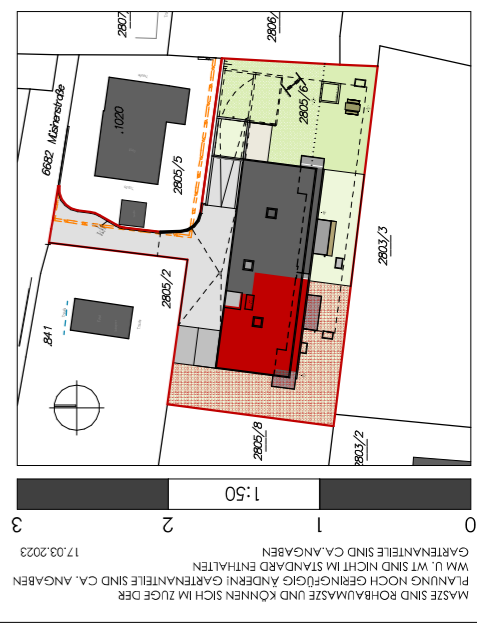 2807
2806
2805/6
6682 Müsinenstraße
.1020
2805/5
2803/3
2805/2
.841
2805/8
2803/2
1:50
3 2 1 0
MASZE SIND ROHBAUMASZE UND KÖNNEN SICH IM ZUGE DER
PLANUNG NOCH GERINGFÜGIG ÄNDERN! GARTENANTEILE SIND CA. ANGABEN
WM U. WT SIND NICHT IM STANDARD ENTHALTEN
GARTENANTEILE SIND CA.ANGABEN
17.03.2023